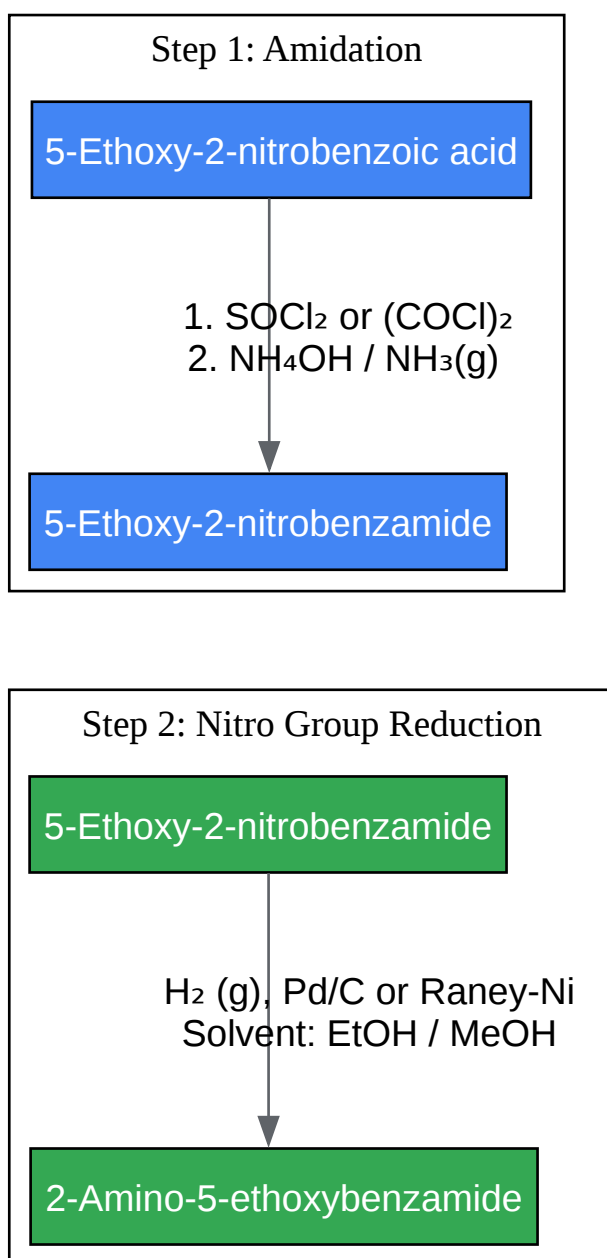 Step 1: Amidation
5-Ethoxy-2-nitrobenzoic acid
1. SOCl₂ or (COCl)₂
2. NH₄OH / NH₃(g)
5-Ethoxy-2-nitrobenzamide
Step 2: Nitro Group Reduction
5-Ethoxy-2-nitrobenzamide
H₂ (g), Pd/C or Raney-Ni
Solvent: EtOH / MeOH
2-Amino-5-ethoxybenzamide